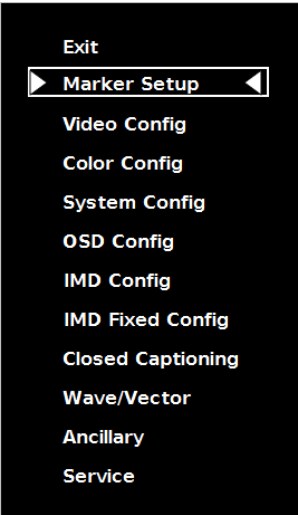 Exit
Marker Setup
Video Config
Color Config
System Config
OSD Config
IMD Config
IMD Fixed Config
Closed Captioning
Wave/Vector
Ancillary
Service